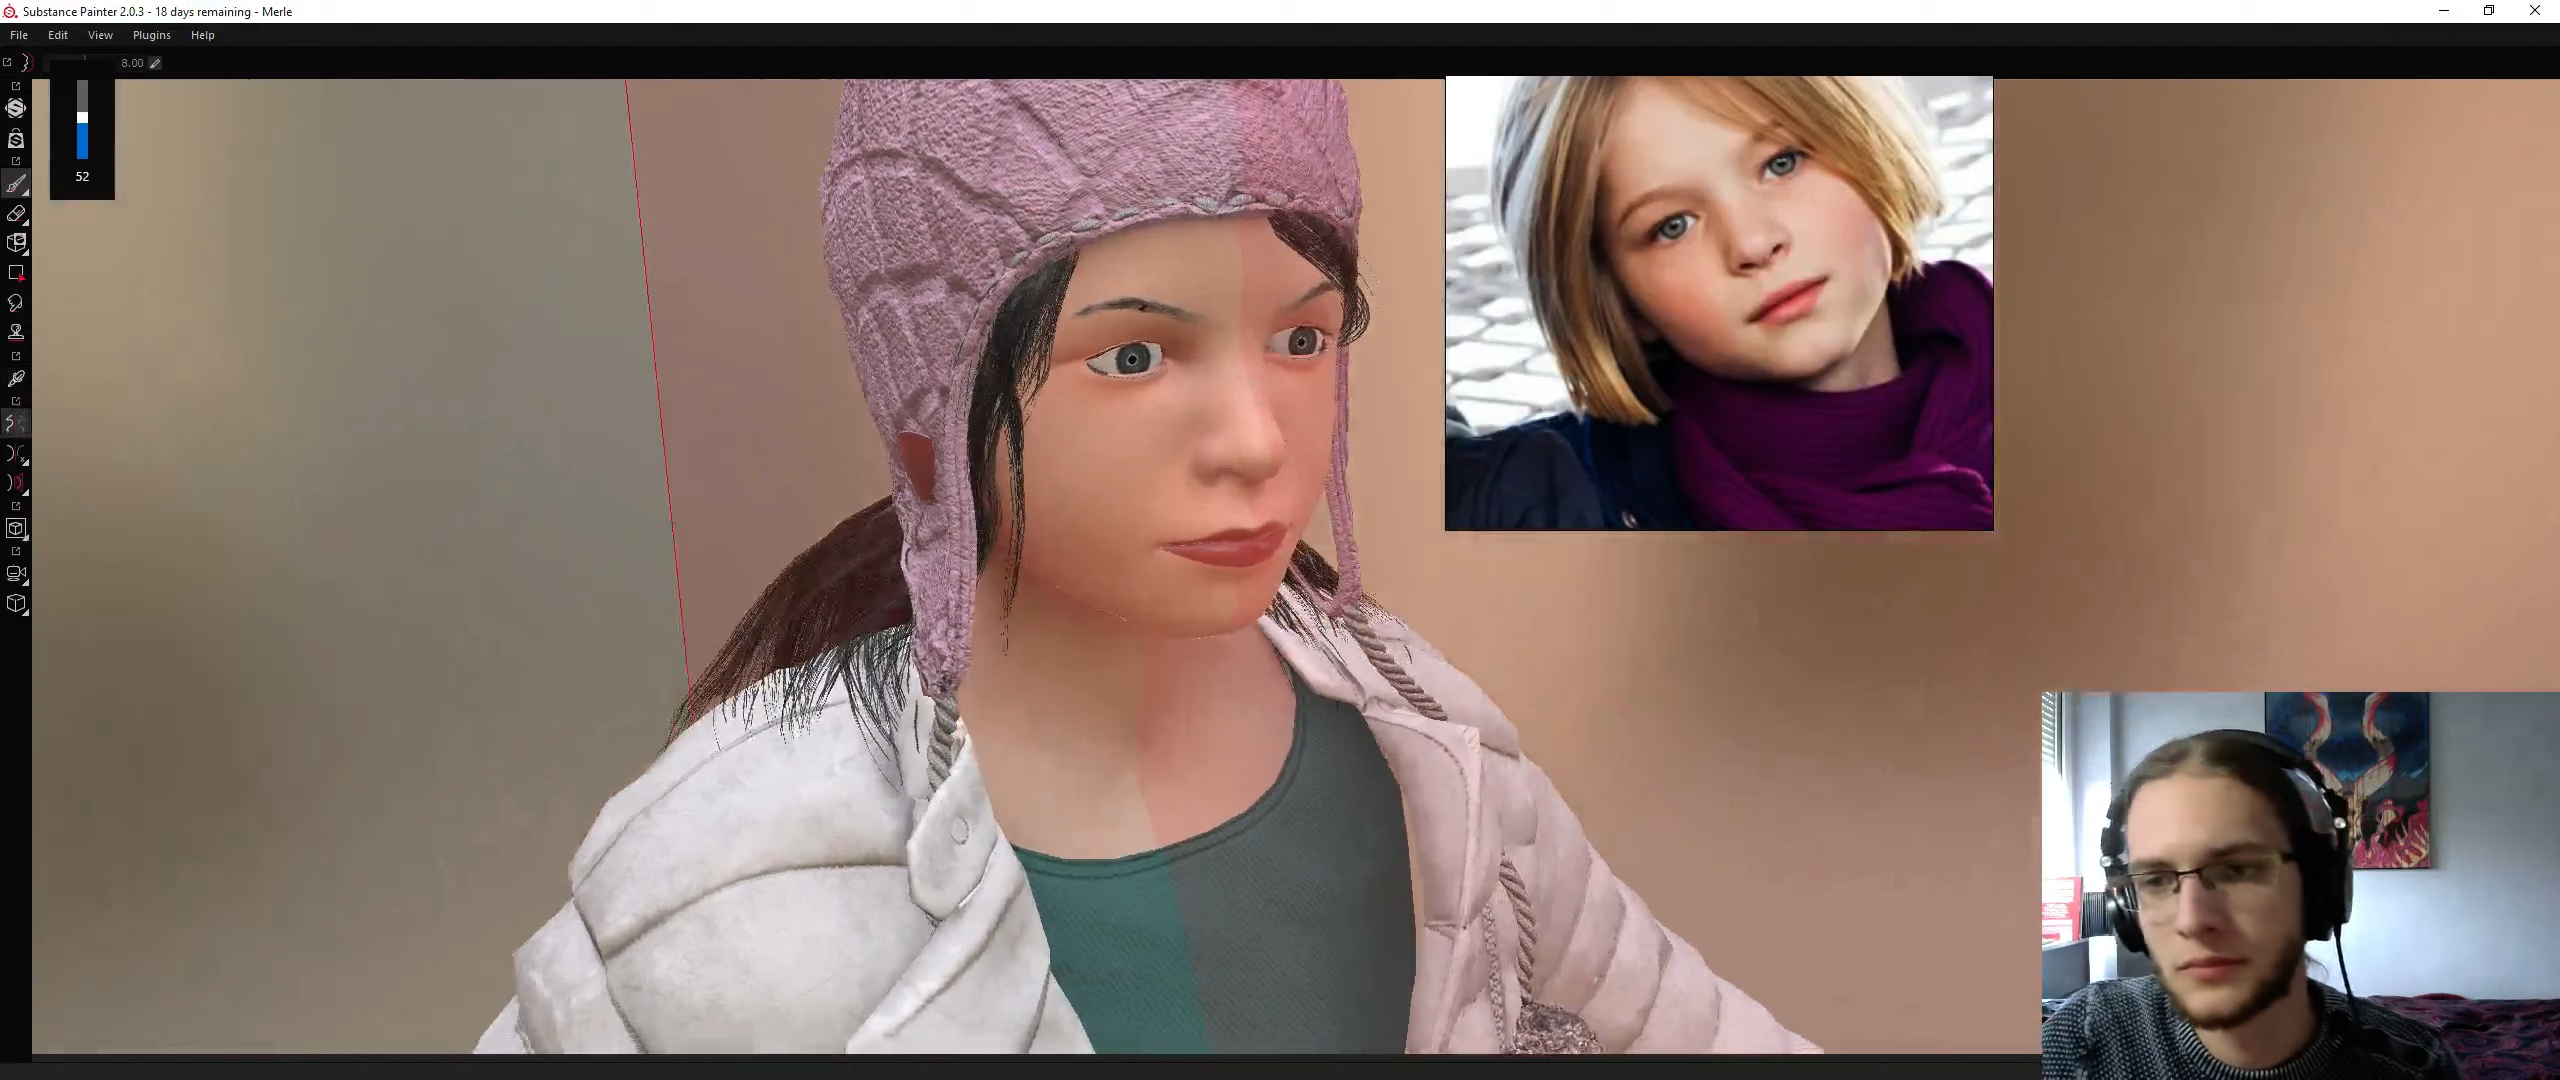 Substance Painter 2.0.3 - 18 days remaining - Merle
File Edit View Plugins Help
8.00
52